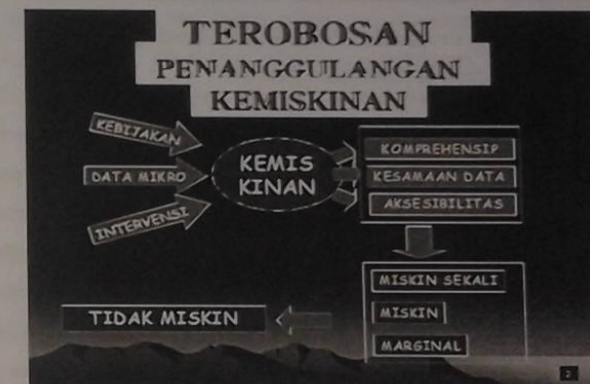 TEROBOSAN
PENANGGULANGAN
KEMISKINAN
KEBIJAKAN
DATA MIKRO
INTERVENSI
KEMIS
KINAN
KOMPREHENSIP
KESAMAAN DATA
AKSESIBILITAS
MISKIN SEKALI
MISKIN
MARGINAL
TIDAK MISKIN
2